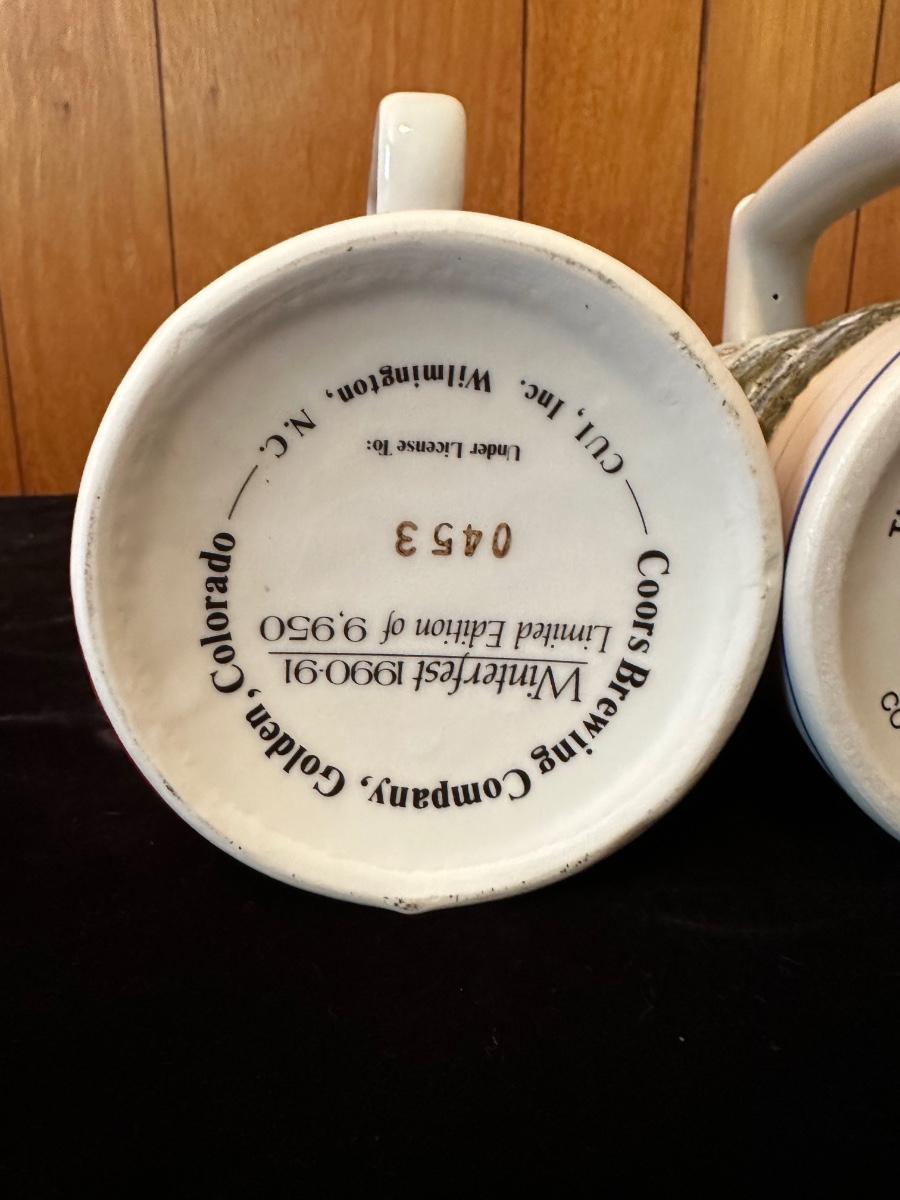 Coors Brewing Company, Golden, Colorado
Winterfest 1990-91
Limited Edition of 9,950
0453
Under License To:
CUI, Inc. Wilmington, N.C.